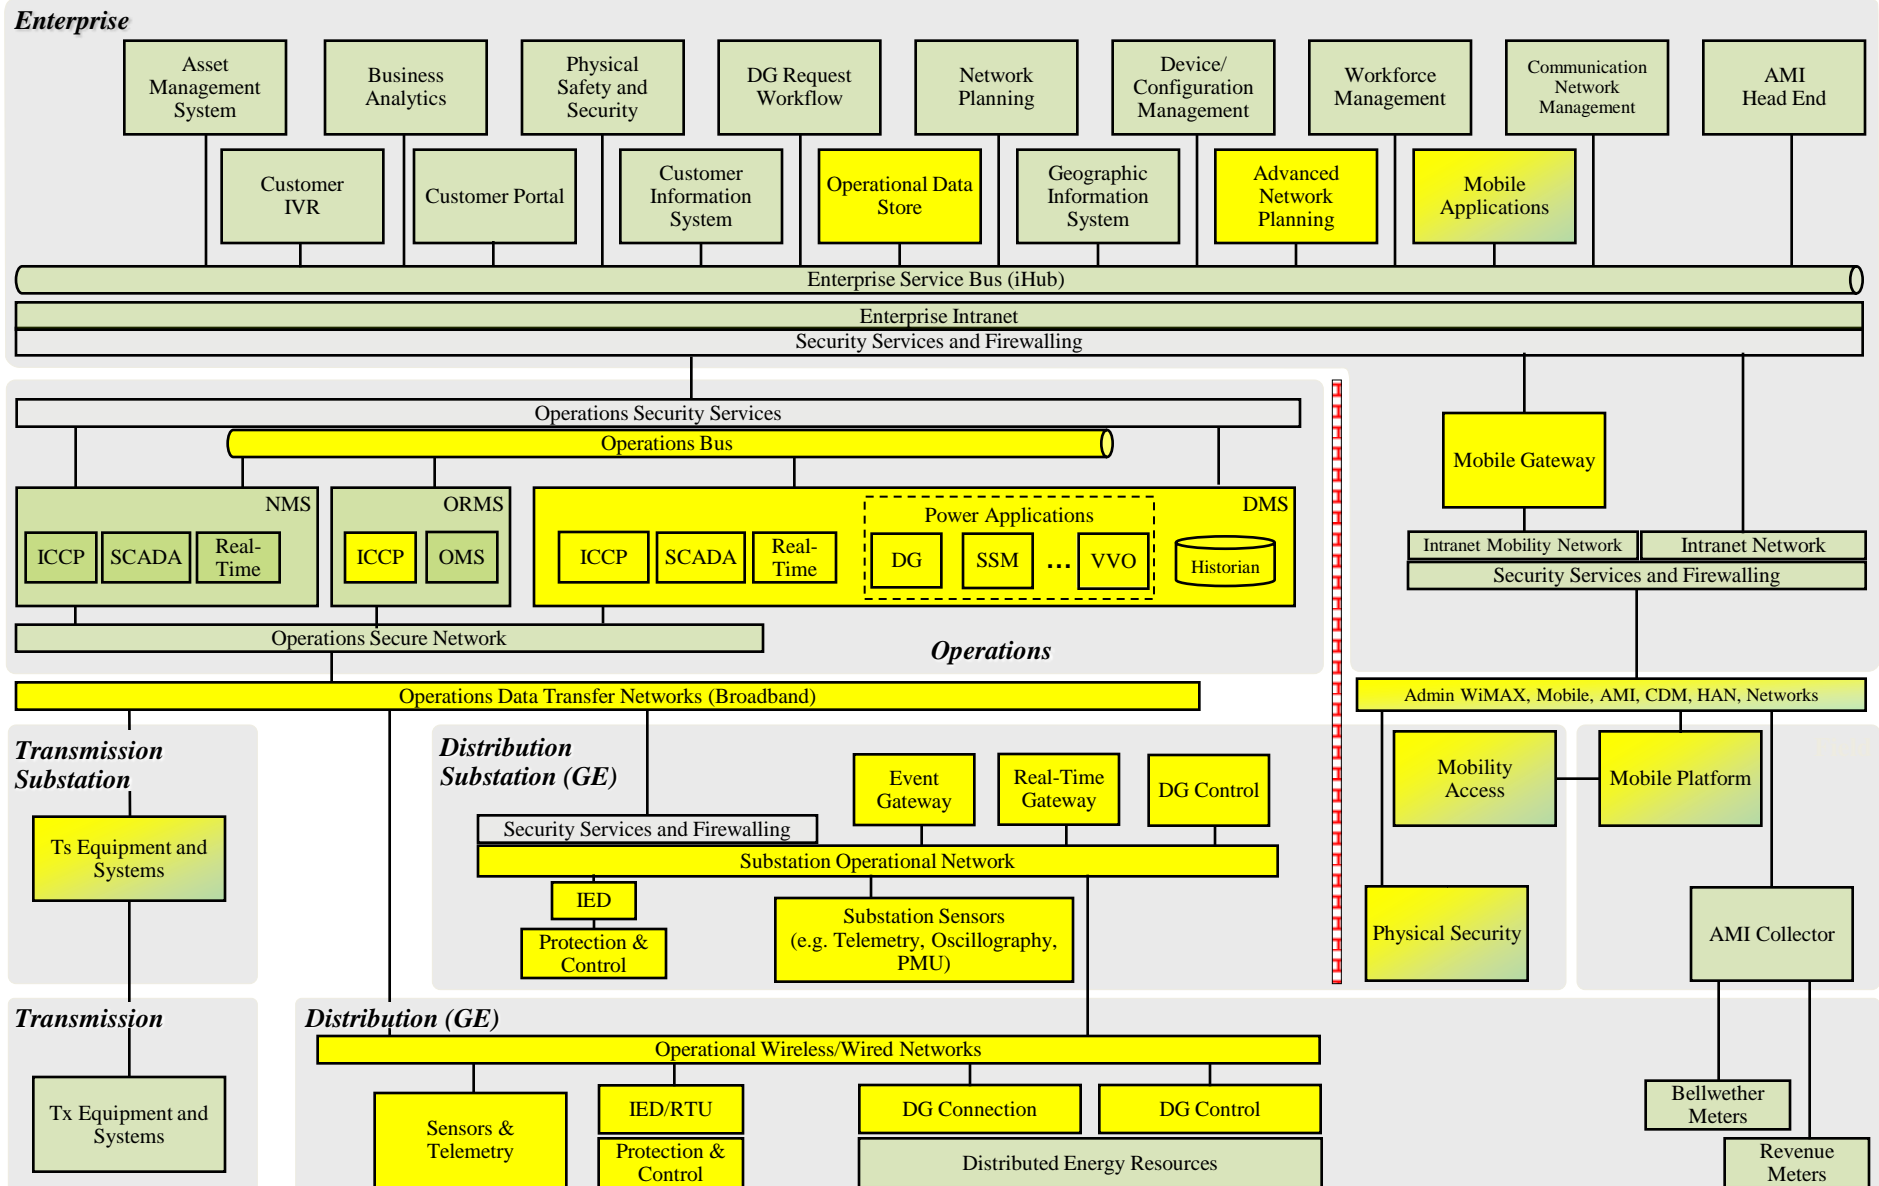 Enterprise
Asset
Management
System
Business
Analytics
Physical
Safety and
Security
DG Request
Workflow
Network
Planning
Device/
Configuration
Management
Workforce
Management
Communication
Network
Management
AMI
Head End
Customer
IVR
Customer Portal
Customer
Information
System
Operational Data
Store
Geographic
Information
System
Advanced
Network
Planning
Mobile
Applications
Enterprise Service Bus (iHub)
Enterprise Intranet
Security Services and Firewalling
Operations Security Services
Operations Bus
NMS
ICCP
SCADA
Real-
Time
ORMS
ICCP
OMS
DMS
ICCP
SCADA
Real-
Time
Power Applications
DG
SSM
...
VVO
Historian
Operations Secure Network
Operations
Mobile Gateway
Intranet Mobility Network
Intranet Network
Security Services and Firewalling
Operations Data Transfer Networks (Broadband)
Admin WiMAX, Mobile, AMI, CDM, HAN, Networks
Transmission
Substation
Ts Equipment and
Systems
Distribution
Substation (GE)
Event
Gateway
Real-Time
Gateway
DG Control
Security Services and Firewalling
Substation Operational Network
IED
Protection &
Control
Substation Sensors
(e.g. Telemetry, Oscillography,
PMU)
Mobility
Access
Mobile Platform
Physical Security
AMI Collector
Transmission
Tx Equipment and
Systems
Distribution (GE)
Operational Wireless/Wired Networks
Sensors &
Telemetry
IED/RTU
Protection &
Control
DG Connection
DG Control
Distributed Energy Resources
Bellwether
Meters
Revenue
Meters